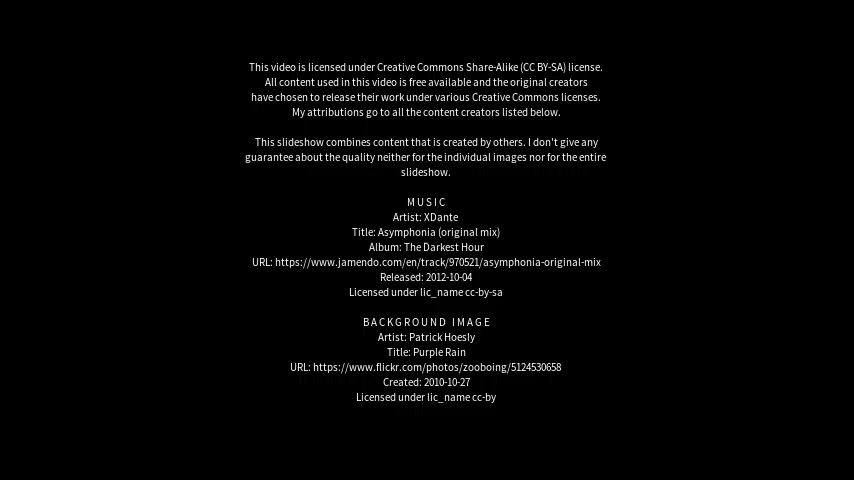 This video is licensed under Creative Commons Share-Alike (CC BY-SA) license.
All content used in this video is free available and the original creators
have chosen to release their work under various Creative Commons licenses.
My attributions go to all the content creators listed below.
This slideshow combines content that is created by others. I don't give any
guarantee about the quality neither for the individual images nor for the entire
slideshow.
MUSIC
Artist: XDante
Title: Asymphonia (original mix)
Album: The Darkest Hour
URL: https://www.jamendo.com/en/track/970521/asymphonia-original-mix
Released: 2012-10-04
Licensed under lic_name cc-by-sa
BACKGROUND IMAGE
Artist: Patrick Hoesly
Title: Purple Rain
URL: https://www.flickr.com/photos/zooboing/5124530658
Created: 2010-10-27
Licensed under lic_name cc-by